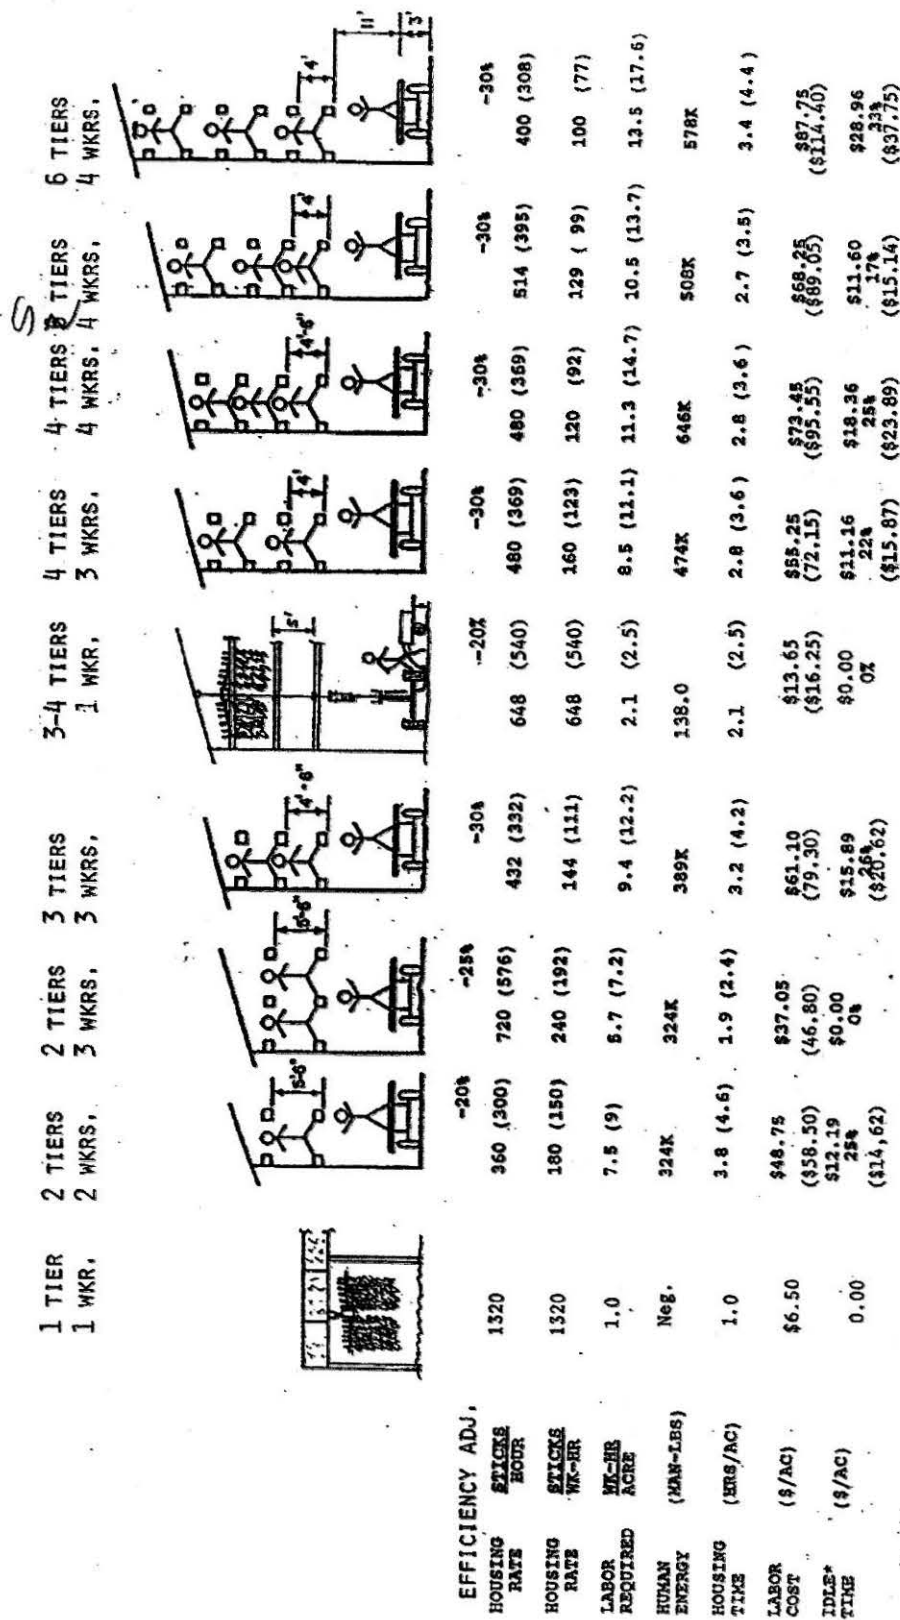 1 TIER 2 TIERS 2 TIERS 3 TIERS 3-4 TIERS 4 TIERS 4 TIERS S TIERS 6 TIERS
1 WKR. 2 WKRS. 3 WKRS. 3 WKRS. 1 WKR. 3 WKRS. 4 WKRS. 4 WKRS. 4 WKRS.
5'-6" 5'-6" 4'-6" 5' 4' 4'-6" 4' 4' 11' 3'
EFFICIENCY ADJ. -20% -25% -30% -20% -30% -30% -30% -30%
HOUSING STICKS 1320 360 (300) 720 (576) 432 (332) 648 (540) 480 (369) 480 (369) 514 (395) 400 (308)
RATE HOUR
HOUSING STICKS 1320 180 (150) 240 (192) 144 (111) 648 (540) 160 (123) 120 (92) 129 ( 99) 100 (77)
RATE WK-HR
LABOR WK-HR 1.0 7.5 (9) 5.7 (7.2) 9.4 (12.2) 2.1 (2.5) 8.5 (11.1) 11.3 (14.7) 10.5 (13.7) 13.5 (17.6)
REQUIRED ACRE
HUMAN (MAN-LBS) Neg. 324K 324K 389K 138.0 474K 646K 508K 578K
ENERGY
HOUSING (HRS/AC) 1.0 3.8 (4.6) 1.9 (2.4) 3.2 (4.2) 2.1 (2.5) 2.8 (3.6) 2.8 (3.6 ) 2.7 (3.5) 3.4 (4.4 )
TIME
LABOR ($/AC) $6.50 $48.75 $37.05 $61.10 $13.65 $55.25 $73.45 $68.25 $87.75
COST ($58.50) (46.80) (79.30) ($16.25) (72.15) ($95.55) ($89.05) ($114.40)
IDLE* ($/AC) 0.00 $12.19 $0.00 $15.89 $0.00 $11.16 $18.36 $11.60 $28.96
TIME 25% 0% 26% 0% 22% 25% 17% 33%
($14,62) ($20.62) ($15.87) ($23.89) ($15.14) ($37.75)